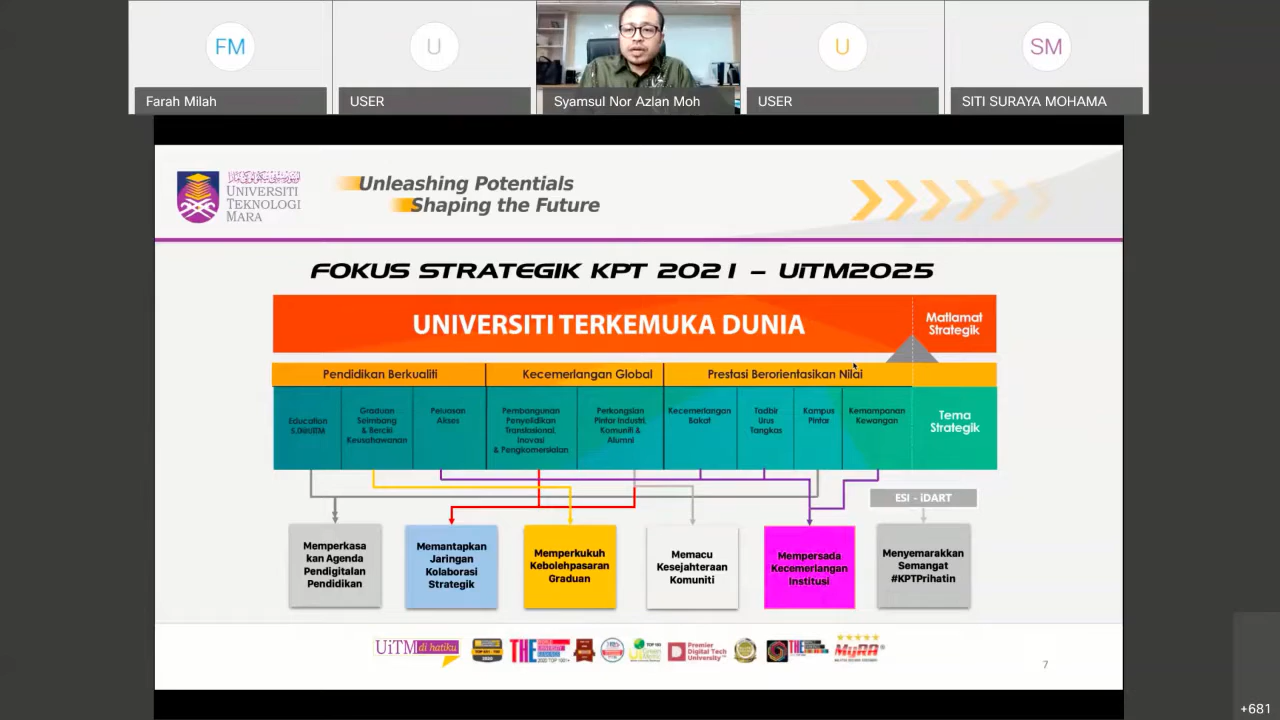 FM
U
U
SM
Farah Milah
USER
Syamsul Nor Azlan Moh
USER
SITI SURAYA MOHAMA
UNIVERSITI
TEKNOLOGI
MARA
Unleashing Potentials
Shaping the Future
FOKUS STRATEGIK KPT 2021 – UiTM2025
UNIVERSITI TERKEMUKA DUNIA
Matlamat
Strategik
Pendidikan Berkualiti
Kecemerlangan Global
Prestasi Berorientasikan Nilai
Education
Graduan
Seimbang
& Berciri
Keusahawanan
Peluasan
Akses
Pembangunan
Penyelidikan
Translasional,
Inovasi
& Pengkomersialan
Perkongsian
Pintar Industri,
Komuniti &
Alumni
Kecemerlangan
Bakat
Tadbir
Urus
Tangkas
Kampus
Pintar
Kemampanan
Kewangan
Tema
Strategik
ESI - iDART
Memperkasa
kan Agenda
Pendigitalan
Pendidikan
Memantapkan
Jaringan
Kolaborasi
Strategik
Memperkukuh
Kebolehpasaran
Graduan
Memacu
Kesejahteraan
Komuniti
Mempersada
Kecemerlangan
Institusi
Menyemarakkan
Semangat
#KPTPrihatin
UiTM di hatiku
THE
Premier
Digital Tech
University
THE
MyRA
7
+681